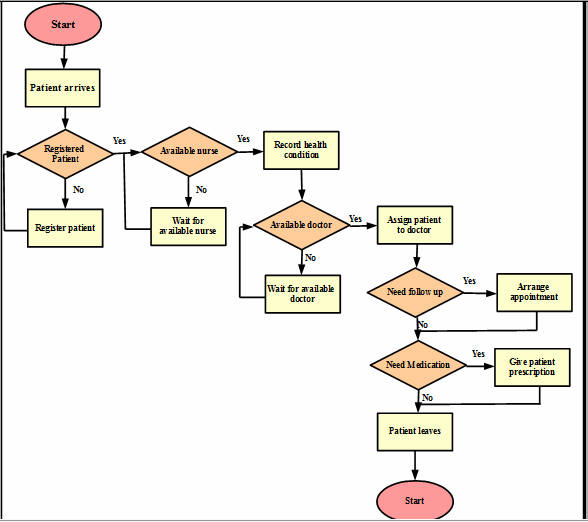 Start
Patient arrives
Registered
Patient
Yes
No
Register patient
Available nurse
Yes
No
Wait for
available nurse
Record health
condition
Available doctor
Yes
No
Wait for available
doctor
Assign patient
to doctor
Need follow up
Yes
No
Arrange
appointment
Need Medication
Yes
No
Give patient
prescription
Patient leaves
Start